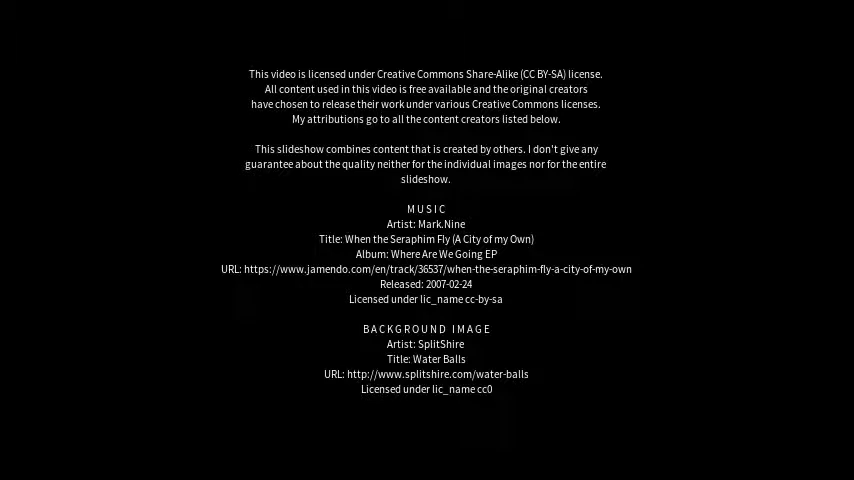 This video is licensed under Creative Commons Share-Alike (CC BY-SA) license.
All content used in this video is free available and the original creators
have chosen to release their work under various Creative Commons licenses.
My attributions go to all the content creators listed below.
This slideshow combines content that is created by others. I don't give any
guarantee about the quality neither for the individual images nor for the entire
slideshow.
MUSIC
Artist: Mark.Nine
Title: When the Seraphim Fly (A City of my Own)
Album: Where Are We Going EP
URL: https://www.jamendo.com/en/track/36537/when-the-seraphim-fly-a-city-of-my-own
Released: 2007-02-24
Licensed under lic_name cc-by-sa
BACKGROUND IMAGE
Artist: SplitShire
Title: Water Balls
URL: http://www.splitshire.com/water-balls
Licensed under lic_name cc0